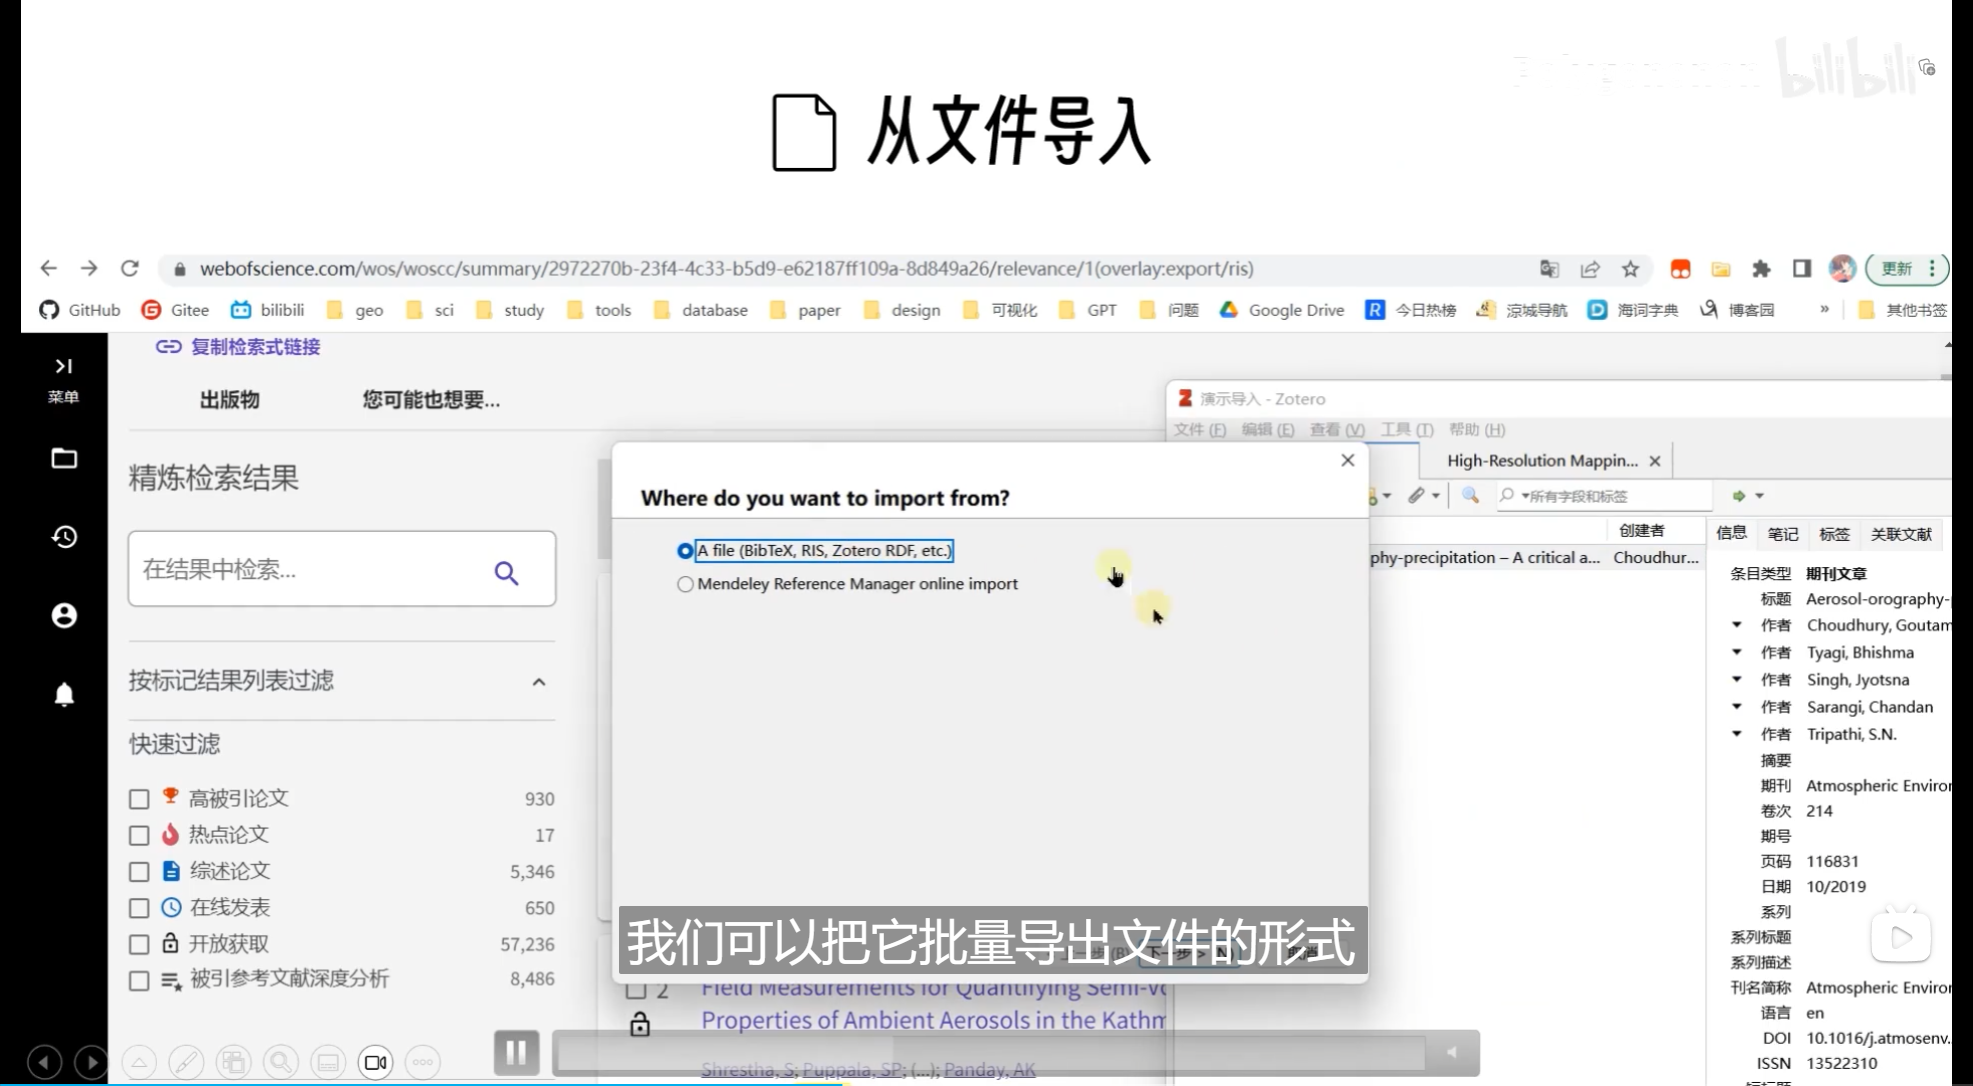 bilibili
从文件导入
webofscience.com/wos/woscc/summary/2972270b-23f4-4c33-b5d9-e62187ff109a-8d849a26/relevance/1(overlay:export/ris)
更新
GitHub Gitee bilibili geo sci study tools database paper design 可视化 GPT 问题 Google Drive 今日热榜 凉城导航 海词字典 博客园 » 其他书签
菜单
复制检索式链接
出版物 您可能也想要...
精炼检索结果
在结果中检索...
按标记结果列表过滤
快速过滤
高被引论文 930
热点论文 17
综述论文 5,346
在线发表 650
开放获取 57,236
被引参考文献深度分析 8,486
演示导入 - Zotero
文件 (F) 编辑 (E) 查看 (V) 工具 (T) 帮助 (H)
High-Resolution Mappin...
所有字段和标签
创建者
phy-precipitation – A critical a... Choudhur...
Where do you want to import from?
A file (BibTeX, RIS, Zotero RDF, etc.)
Mendeley Reference Manager online import
信息 笔记 标签 关联文献
条目类型 期刊文章
标题 Aerosol-orography-
作者 Choudhury, Goutam
作者 Tyagi, Bhishma
作者 Singh, Jyotsna
作者 Sarangi, Chandan
作者 Tripathi, S.N.
摘要
期刊 Atmospheric Enviror
卷次 214
期号
页码 116831
日期 10/2019
系列
系列标题
系列描述
刊名简称 Atmospheric Enviror
语言 en
DOI 10.1016/j.atmosenv.
ISSN 13522310
我们可以把它批量导出文件的形式
2 Field Measurements for Quantifying Semi-Vo
Properties of Ambient Aerosols in the Kathm
Shrestha, S; Puppala, SP; (...); Panday, AK